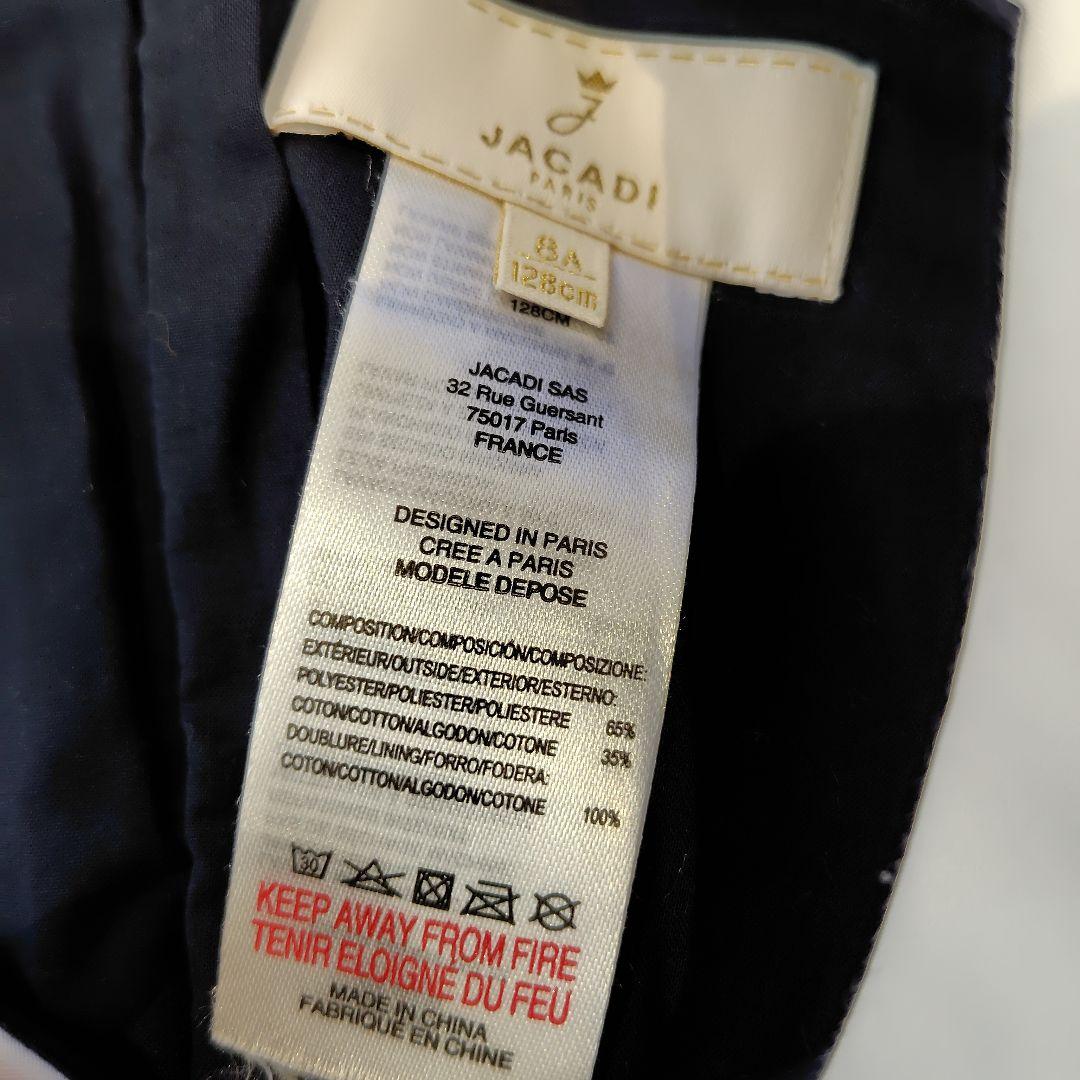 JACADI
PARIS
8A
128cm
128CM
JACADI SAS
32 Rue Guersant
75017 Paris
FRANCE
DESIGNED IN PARIS
CREE A PARIS
MODELE DEPOSE
COMPOSITION/COMPOSICIÓN/COMPOSIZIONE:
EXTÉRIEUR/OUTSIDE/EXTERIOR/ESTERNO:
POLYESTER/POLIESTER/POLIESTERE 65%
COTON/COTTON/ALGODON/COTONE 35%
DOUBLURE/LINING/FORRO/FODERA:
COTON/COTTON/ALGODON/COTONE 100%
30
KEEP AWAY FROM FIRE
TENIR ELOIGNÉ DU FEU
MADE IN CHINA
FABRIQUÉ EN CHINE